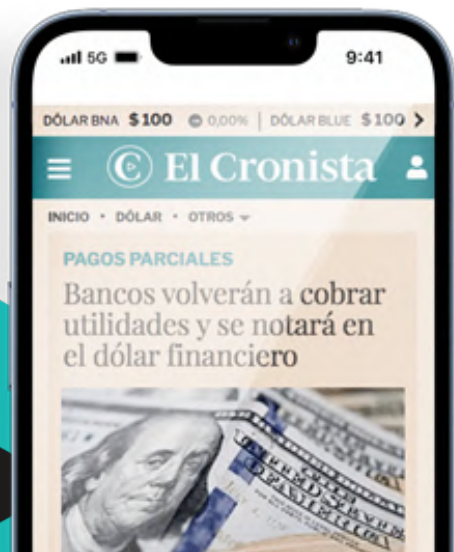 5G 9:41
DÓLAR BNA $100 0,00% | DÓLAR BLUE $100
El Cronista
INICIO • DÓLAR • OTROS
PAGOS PARCIALES
Bancos volverán a cobrar
utilidades y se notará en
el dólar financiero